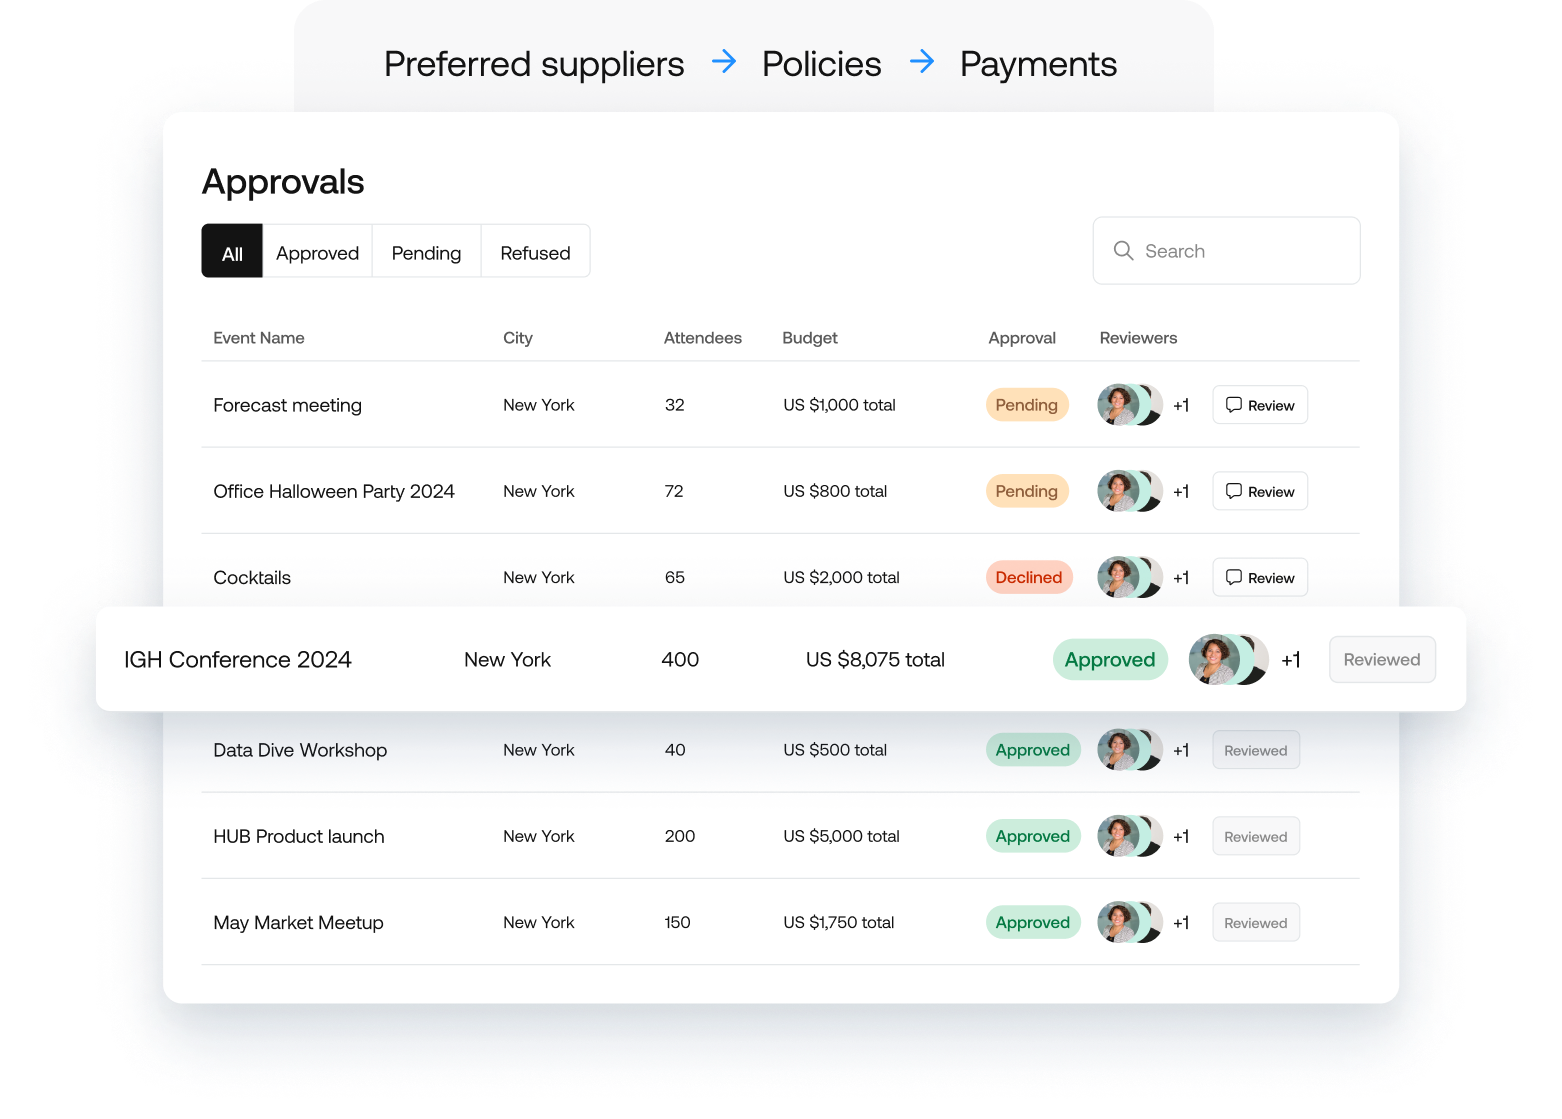 Preferred suppliers → Policies → Payments
Approvals
All Approved Pending Refused
Search
Event Name City Attendees Budget Approval Reviewers
Forecast meeting New York 32 US $1,000 total Pending +1 Review
Office Halloween Party 2024 New York 72 US $800 total Pending +1 Review
Cocktails New York 65 US $2,000 total Declined +1 Review
IGH Conference 2024 New York 400 US $8,075 total Approved +1 Reviewed
Data Dive Workshop New York 40 US $500 total Approved +1 Reviewed
HUB Product launch New York 200 US $5,000 total Approved +1 Reviewed
May Market Meetup New York 150 US $1,750 total Approved +1 Reviewed